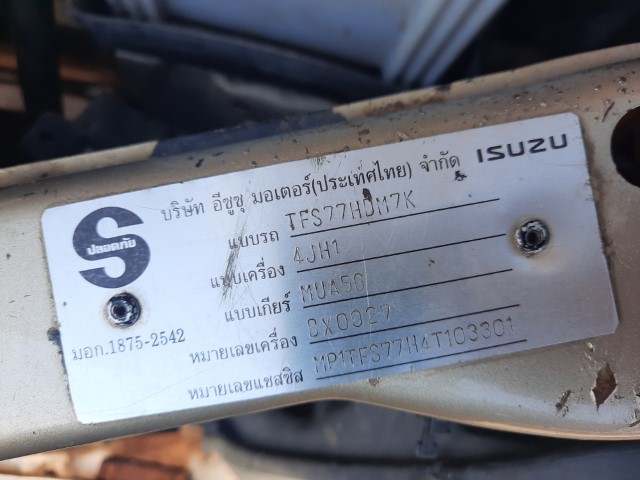 บริษัท อีซูซุ มอเตอร์(ประเทศไทย) จำกัด ISUZU
S
ปลอดภัย
มอก.1875-2542
แบบรถ TFS77HDM7K
แบบเครื่อง 4JH1
แบบเกียร์ MUA5G
หมายเลขเครื่อง
หมายเลขแชสซิส MP1TFS77H4T103301